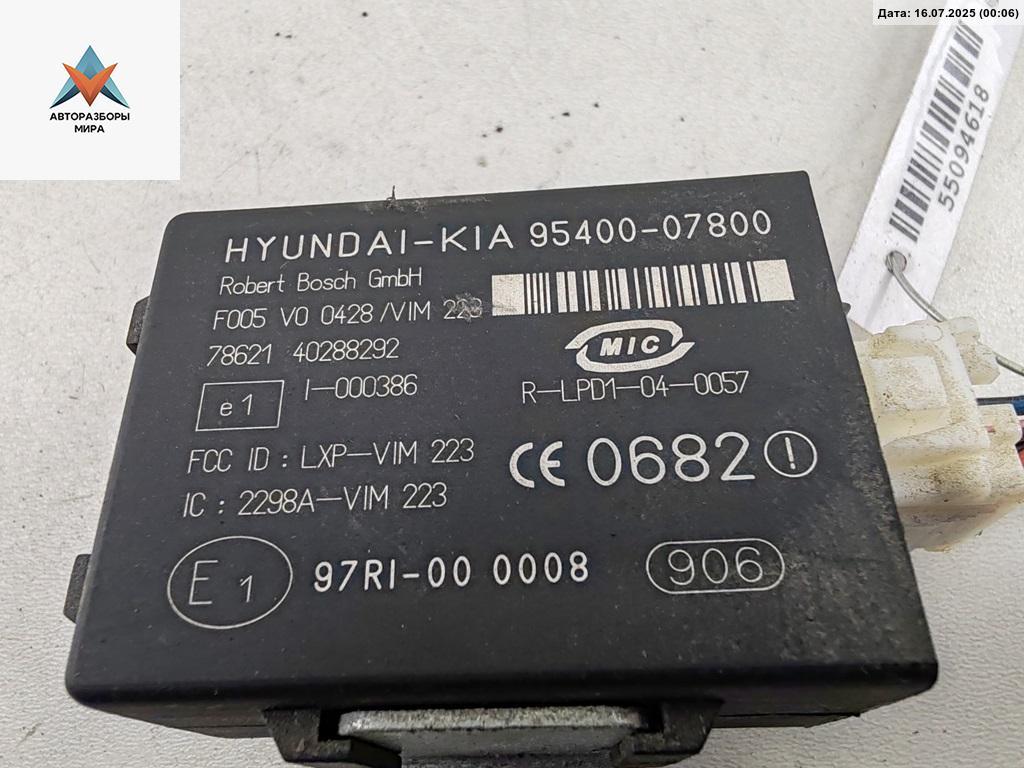 Дата: 16.07.2025 (00:06)
АВТОРАЗБОРЫ
МИРА
55094618
HYUNDAI-KIA 95400-07800
Robert Bosch GmbH
F005 V0 0428/VIM 223
78621 40288292
MIC
e1 I-000386
R-LPD1-04-0057
FCC ID : LXP-VIM 223
CE 0682
IC : 2298A-VIM 223
E1 97RI-00 0008 906